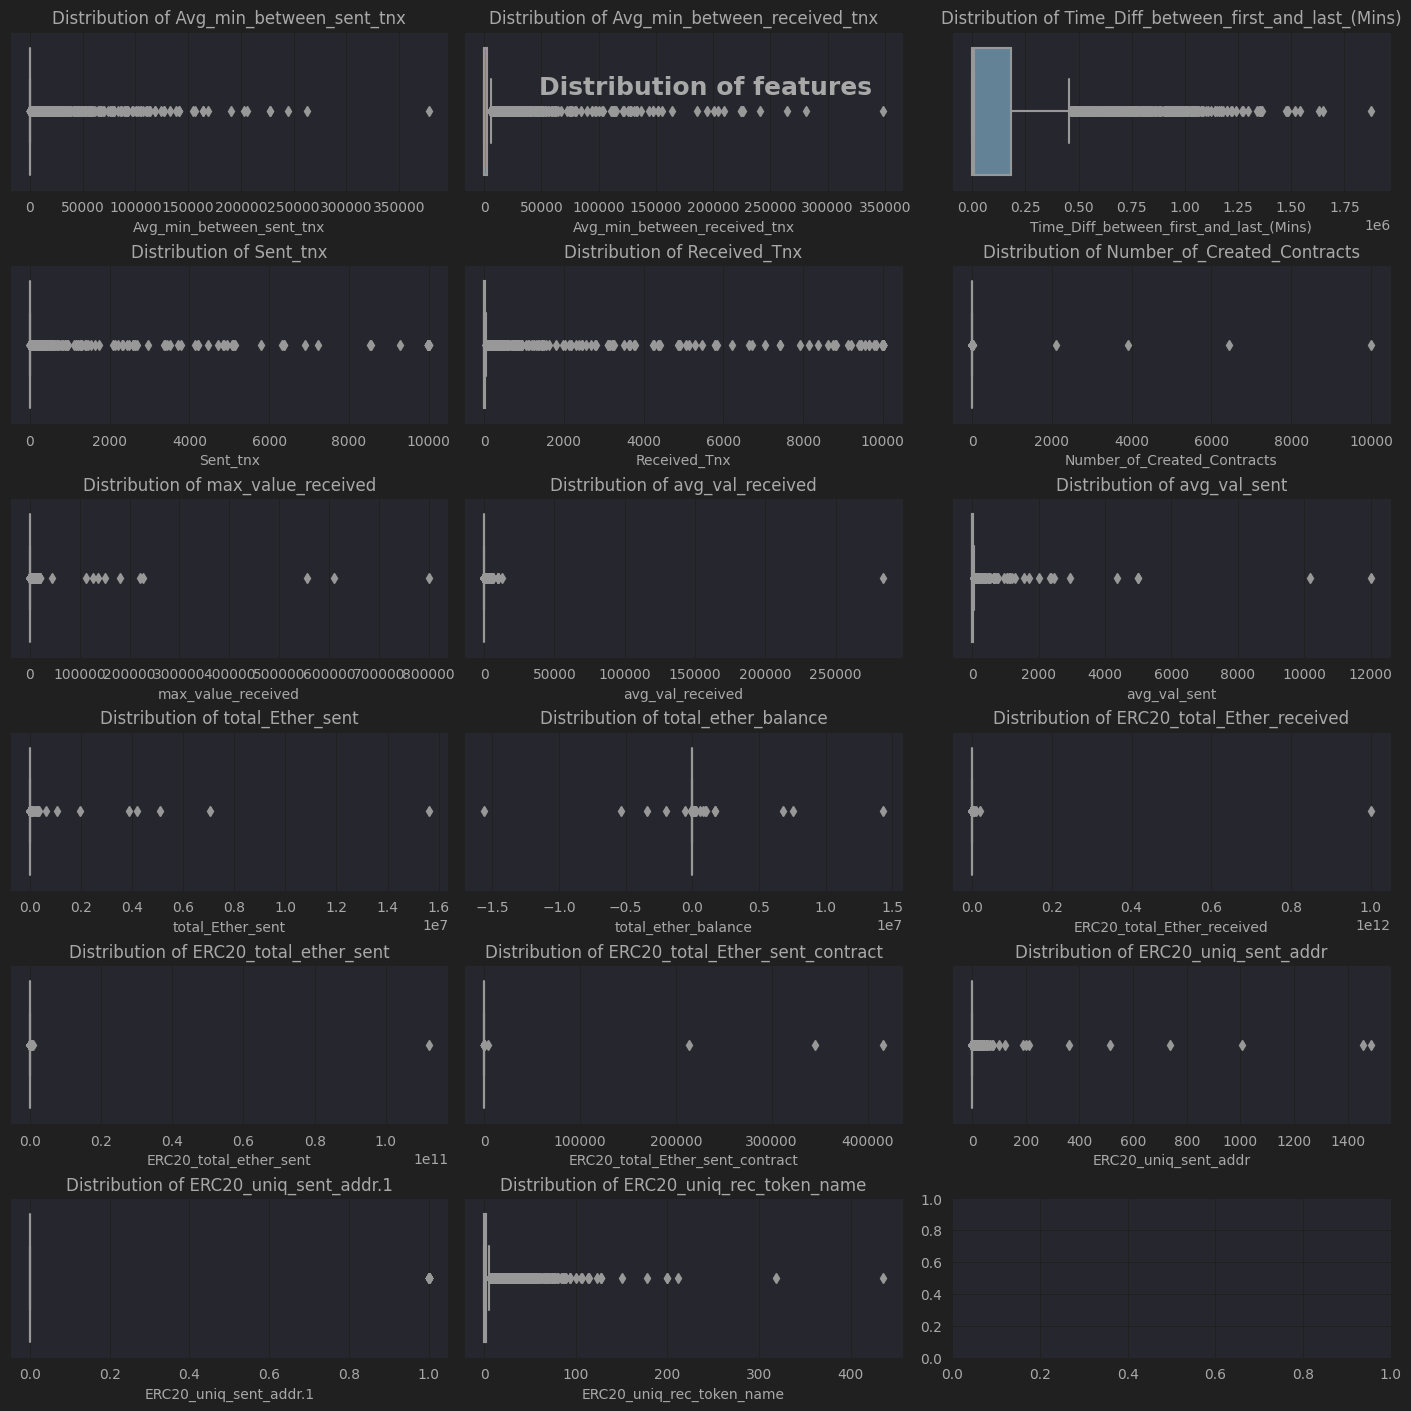 Distribution of Avg_min_between_sent_tnx
Distribution of Avg_min_between_received_tnx
Distribution of Time_Diff_between_first_and_last_(Mins)
Distribution of features
0 50000 100000 150000 200000 250000 300000 350000
Avg_min_between_sent_tnx
0 50000 100000 150000 200000 250000 300000 350000
Avg_min_between_received_tnx
0.00 0.25 0.50 0.75 1.00 1.25 1.50 1.75
1e6
Time_Diff_between_first_and_last_(Mins)
Distribution of Sent_tnx
Distribution of Received_Tnx
Distribution of Number_of_Created_Contracts
0 2000 4000 6000 8000 10000
Sent_tnx
0 2000 4000 6000 8000 10000
Received_Tnx
0 2000 4000 6000 8000 10000
Number_of_Created_Contracts
Distribution of max_value_received
Distribution of avg_val_received
Distribution of avg_val_sent
0 100000 200000 300000 400000 500000 600000 700000 800000
max_value_received
0 50000 100000 150000 200000 250000
avg_val_received
0 2000 4000 6000 8000 10000 12000
avg_val_sent
Distribution of total_Ether_sent
Distribution of total_ether_balance
Distribution of ERC20_total_Ether_received
0.0 0.2 0.4 0.6 0.8 1.0 1.2 1.4 1.6
1e7
total_Ether_sent
−1.5 −1.0 −0.5 0.0 0.5 1.0 1.5
1e7
total_ether_balance
0.0 0.2 0.4 0.6 0.8 1.0
1e12
ERC20_total_Ether_received
Distribution of ERC20_total_ether_sent
Distribution of ERC20_total_Ether_sent_contract
Distribution of ERC20_uniq_sent_addr
0.0 0.2 0.4 0.6 0.8 1.0
1e11
ERC20_total_ether_sent
0 100000 200000 300000 400000
ERC20_total_Ether_sent_contract
0 200 400 600 800 1000 1200 1400
ERC20_uniq_sent_addr
Distribution of ERC20_uniq_sent_addr.1
Distribution of ERC20_uniq_rec_token_name
0.0 0.2 0.4 0.6 0.8 1.0
ERC20_uniq_sent_addr.1
0 100 200 300 400
ERC20_uniq_rec_token_name
1.0
0.8
0.6
0.4
0.2
0.0
0.0 0.2 0.4 0.6 0.8 1.0